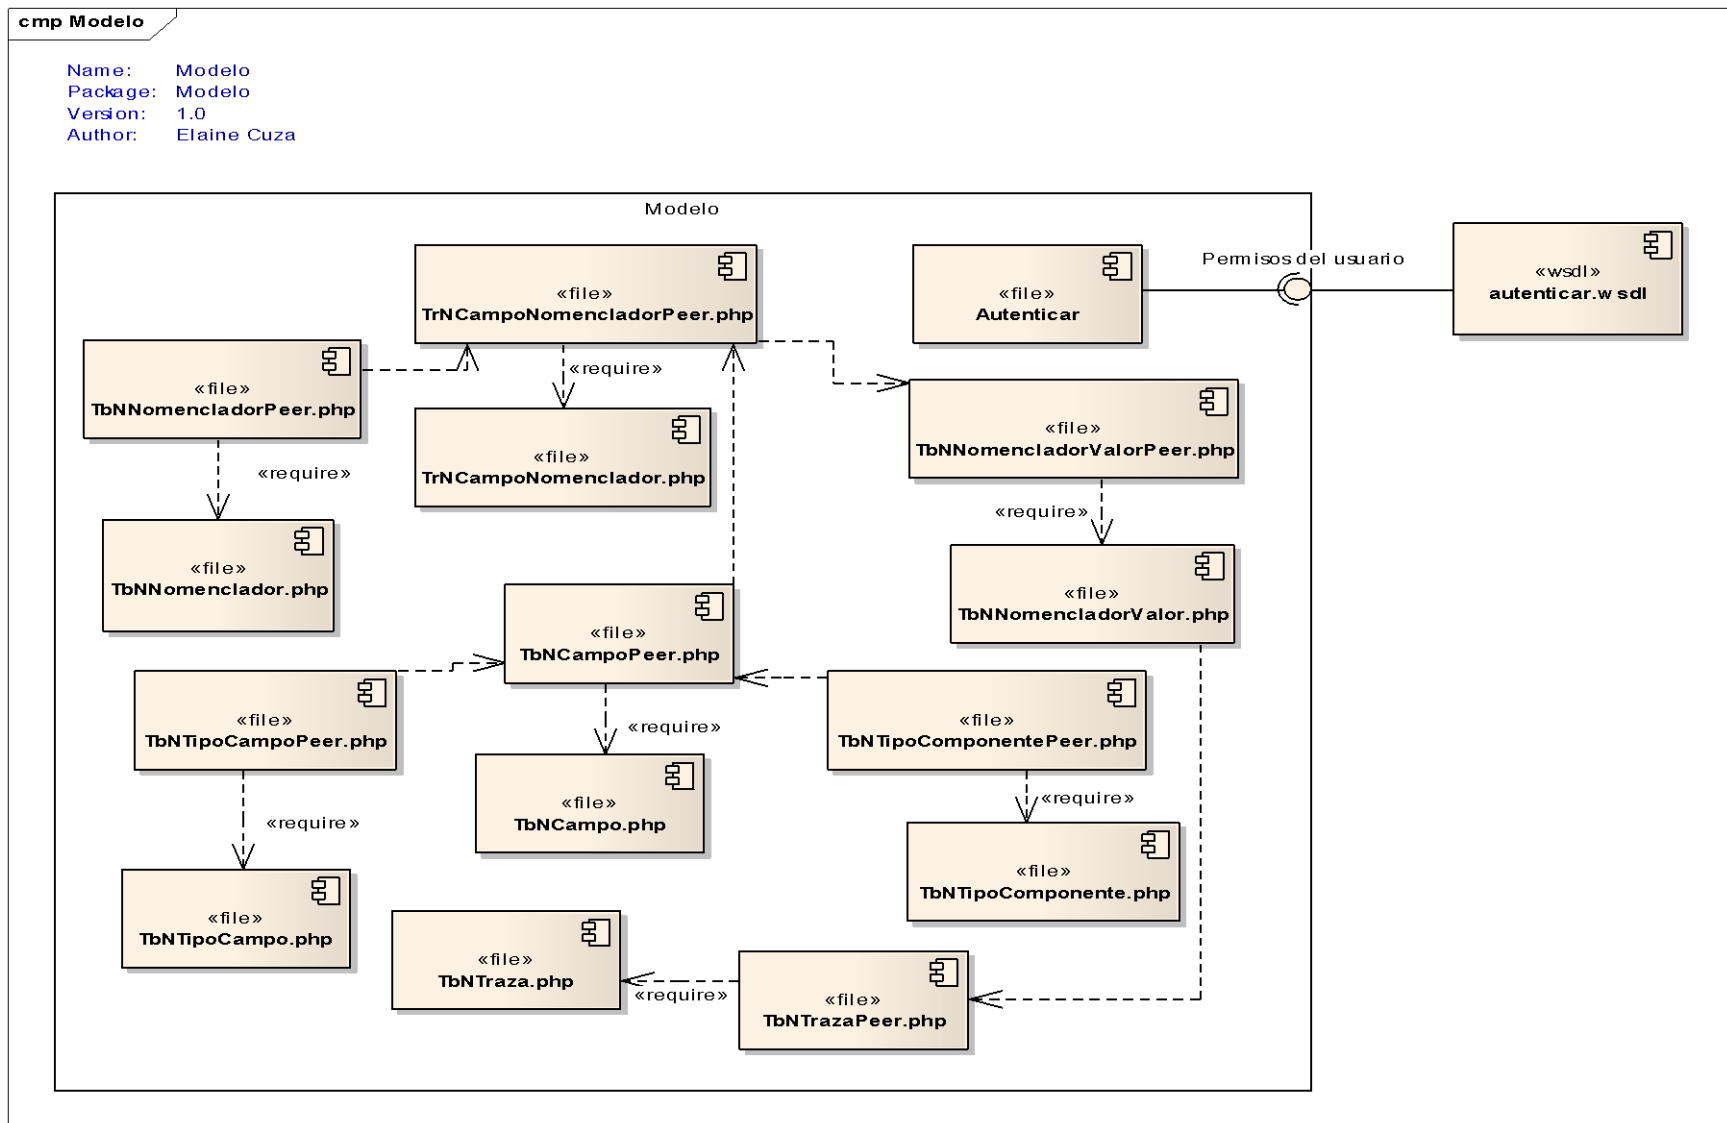 cmp Modelo
Name: Modelo
Package: Modelo
Version: 1.0
Author: Elaine Cuza
Modelo
«file»
TrNCampoNomencladorPeer.php
«file»
Autenticar
Permisos del usuario
«wsdl»
autenticar.wsdl
«file»
TbNNomencladorPeer.php
«require»
«file»
TrNCampoNomenclador.php
«file»
TbNNomencladorValorPeer.php
«require»
«require»
«file»
TbNNomenclador.php
«file»
TbNNomencladorValor.php
«file»
TbNCampoPeer.php
«file»
TbNTipoCampoPeer.php
«require»
«file»
TbNTipoComponentePeer.php
«require»
«file»
TbNCampo.php
«require»
«file»
TbNTipoComponente.php
«file»
TbNTipoCampo.php
«file»
TbNTraza.php
«require»
«file»
TbNTrazaPeer.php